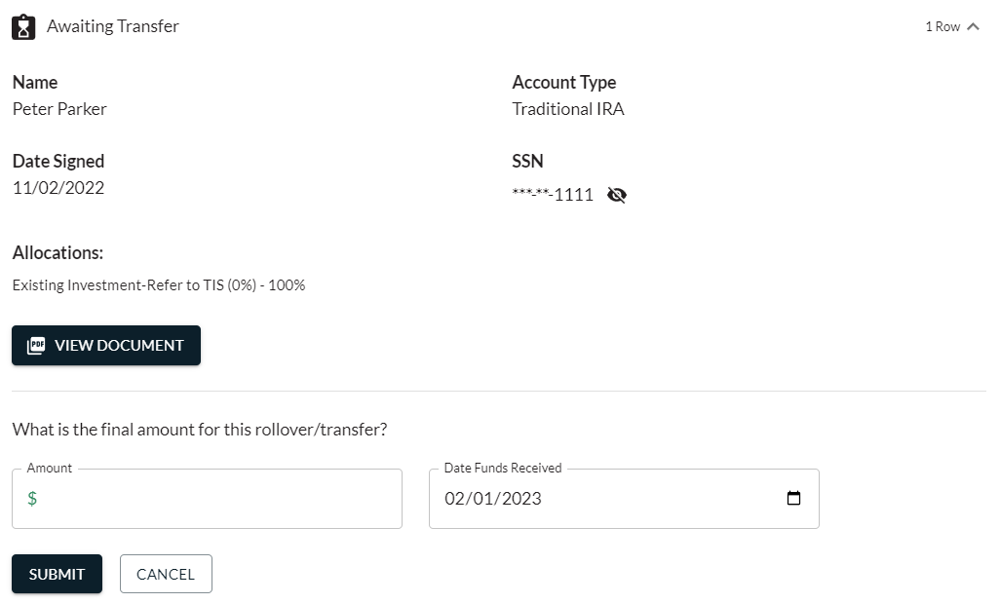 Awaiting Transfer
1 Row
Name
Peter Parker
Account Type
Traditional IRA
Date Signed
11/02/2022
SSN
***-**-1111
Allocations:
Existing Investment-Refer to TIS (0%) - 100%
PDF VIEW DOCUMENT
What is the final amount for this rollover/transfer?
Amount
$
Date Funds Received
02/01/2023
SUBMIT
CANCEL